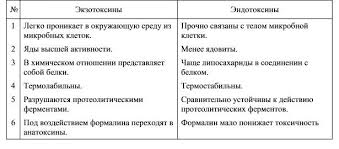 № Экзотоксины Эндотоксины
1 Легко проникает в окружающую среду из Прочно связаны с телом микробной
микробных клеток. клетки.
2 Яды высшей активности. Менее ядовиты.
3 В химическом отношении представляет Чаще липосахариды в соединении с
собой белки. белком.
4 Термолабильны. Термостабильны.
5 Разрушаются протеолитическими Сравнительно устойчивы к действию
ферментами. протеолитических ферментов.
6 Под воздействием формалина переходят в Формалин мало понижает токсичность
анатоксины.